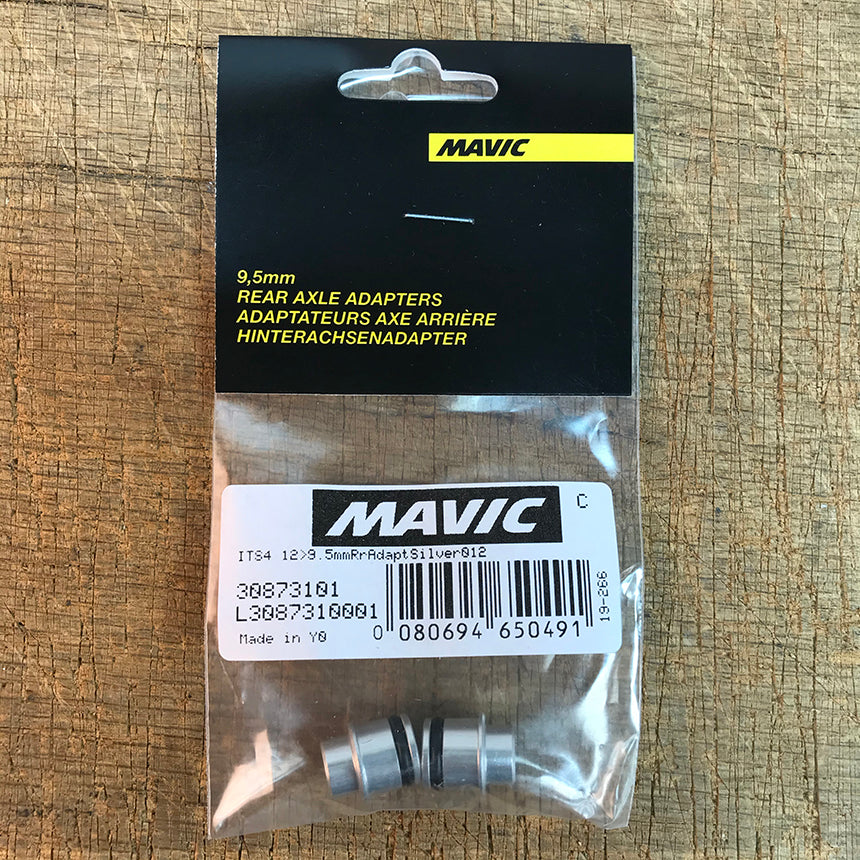 MAVIC
9,5mm
REAR AXLE ADAPTERS
ADAPTATEURS AXE ARRIÈRE
HINTERACHSENADAPTER
MAVIC
C
ITS4 12>9.5mmRrAdaptSilver012
30873101
L3087310001
Made in Y0
0 080694 650491
19-266